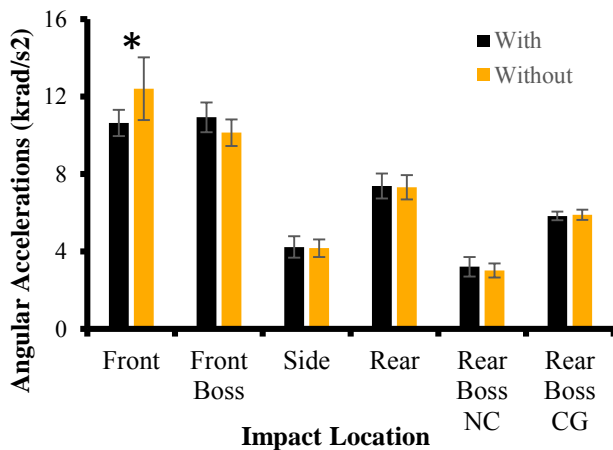 Angular Accelerations (krad/s2)
16
12
8
4
0
*
With
Without
Front
Front
Boss
Side
Rear
Rear
Boss
NC
Rear
Boss
CG
Impact Location